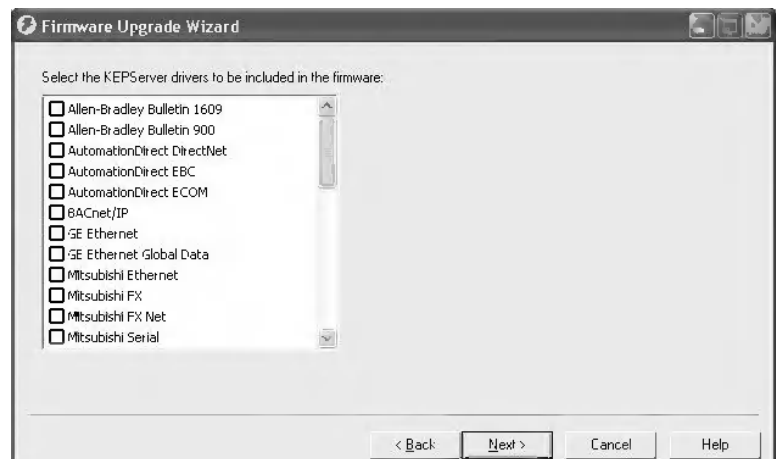 Firmware Upgrade Wizard
Select the KEPServer drivers to be included in the firmware:
Allen-Bradley Bulletin 1609
Allen-Bradley Bulletin 900
AutomationDirect DirectNet
AutomationDirect EBC
AutomationDirect ECOM
BACnet/IP
GE Ethernet
GE Ethernet Global Data
Mitsubishi Ethernet
Mitsubishi FX
Mitsubishi FX Net
Mitsubishi Serial
< Back Next > Cancel Help